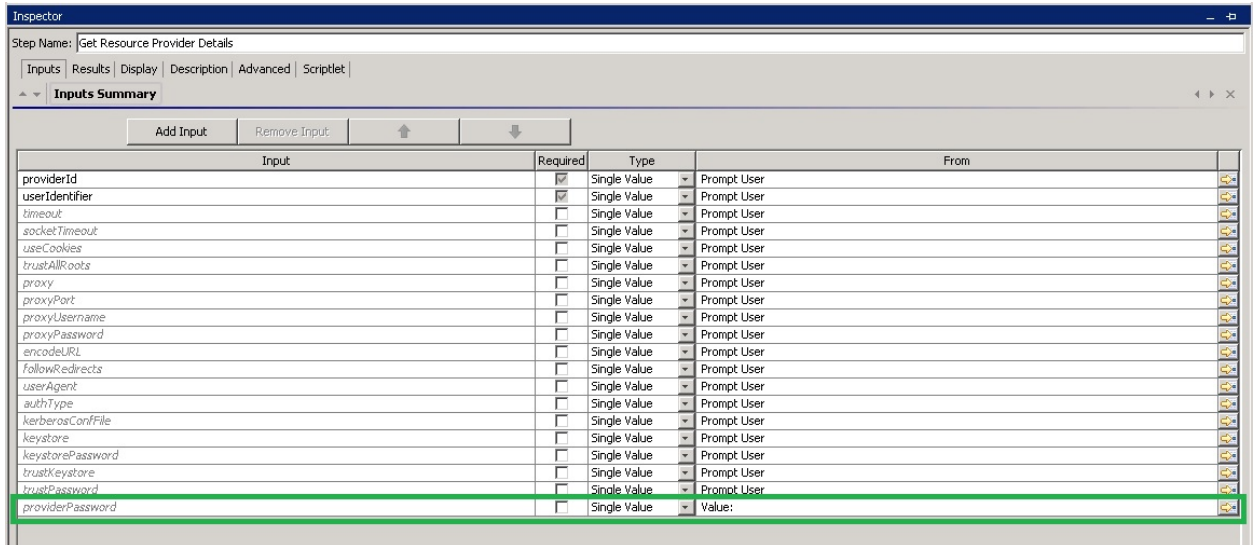 Inspector
Step Name: Get Resource Provider Details
Inputs Results Display Description Advanced Scriptlet
Inputs Summary
Add Input Remove Input
Input Required Type From
providerId Single Value Prompt User
userIdentifier Single Value Prompt User
timeout Single Value Prompt User
socketTimeout Single Value Prompt User
useCookies Single Value Prompt User
trustAllRoots Single Value Prompt User
proxy Single Value Prompt User
proxyPort Single Value Prompt User
proxyUsername Single Value Prompt User
proxyPassword Single Value Prompt User
encodeURL Single Value Prompt User
followRedirects Single Value Prompt User
userAgent Single Value Prompt User
authType Single Value Prompt User
kerberosConfFile Single Value Prompt User
keystore Single Value Prompt User
keystorePassword Single Value Prompt User
trustKeystore Single Value Prompt User
trustPassword Single Value Prompt User
providerPassword Single Value Value: